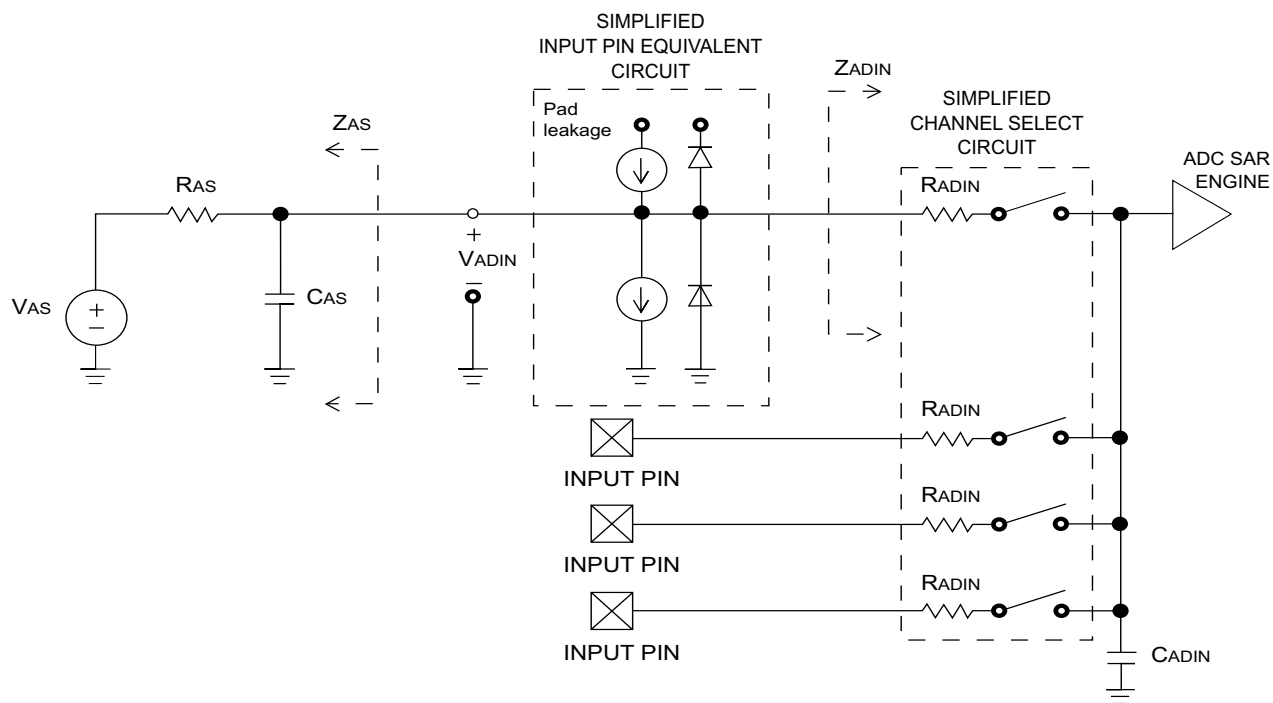 SIMPLIFIED
INPUT PIN EQUIVALENT
CIRCUIT
ZADIN
SIMPLIFIED
CHANNEL SELECT
CIRCUIT
Pad
leakage
ZAS
ADC SAR
ENGINE
RAS
RADIN
+
VADIN
–
VAS
+
–
CAS
RADIN
INPUT PIN
RADIN
INPUT PIN
RADIN
INPUT PIN
CADIN